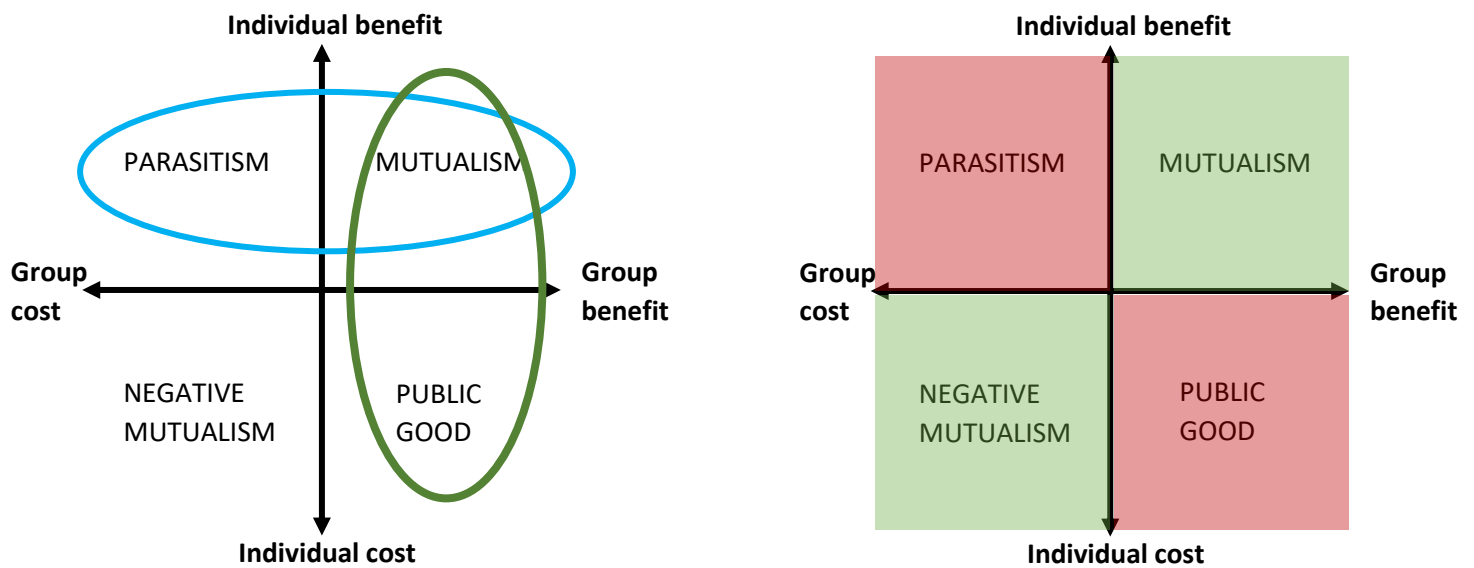 Individual benefit
PARASITISM
MUTUALISM
Group
cost
Group
benefit
NEGATIVE
MUTUALISM
PUBLIC
GOOD
Individual cost
Individual benefit
PARASITISM
MUTUALISM
Group
cost
Group
benefit
NEGATIVE
MUTUALISM
PUBLIC
GOOD
Individual cost